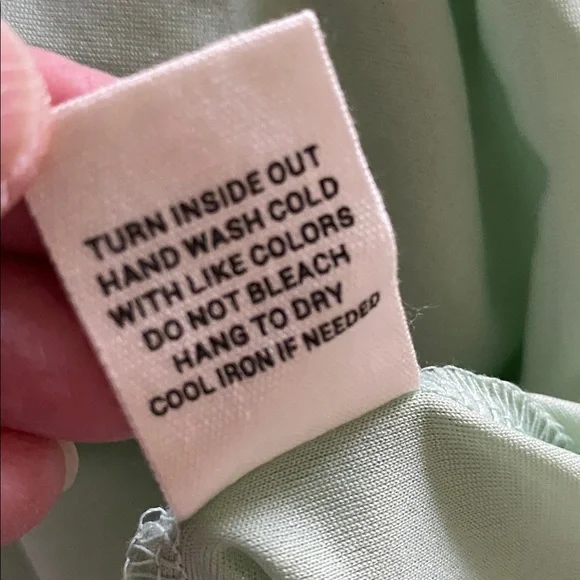 TURN INSIDE OUT
HAND WASH COLD
WITH LIKE COLORS
DO NOT BLEACH
HANG TO DRY
COOL IRON IF NEEDED